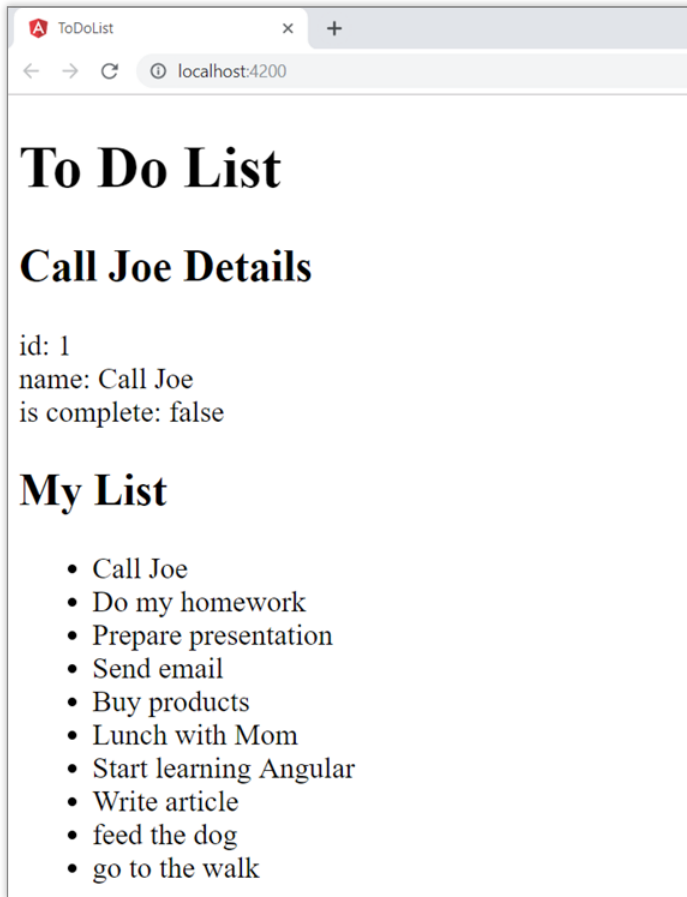 ToDoList
localhost:4200
To Do List
Call Joe Details
id: 1
name: Call Joe
is complete: false
My List
Call Joe
Do my homework
Prepare presentation
Send email
Buy products
Lunch with Mom
Start learning Angular
Write article
feed the dog
go to the walk